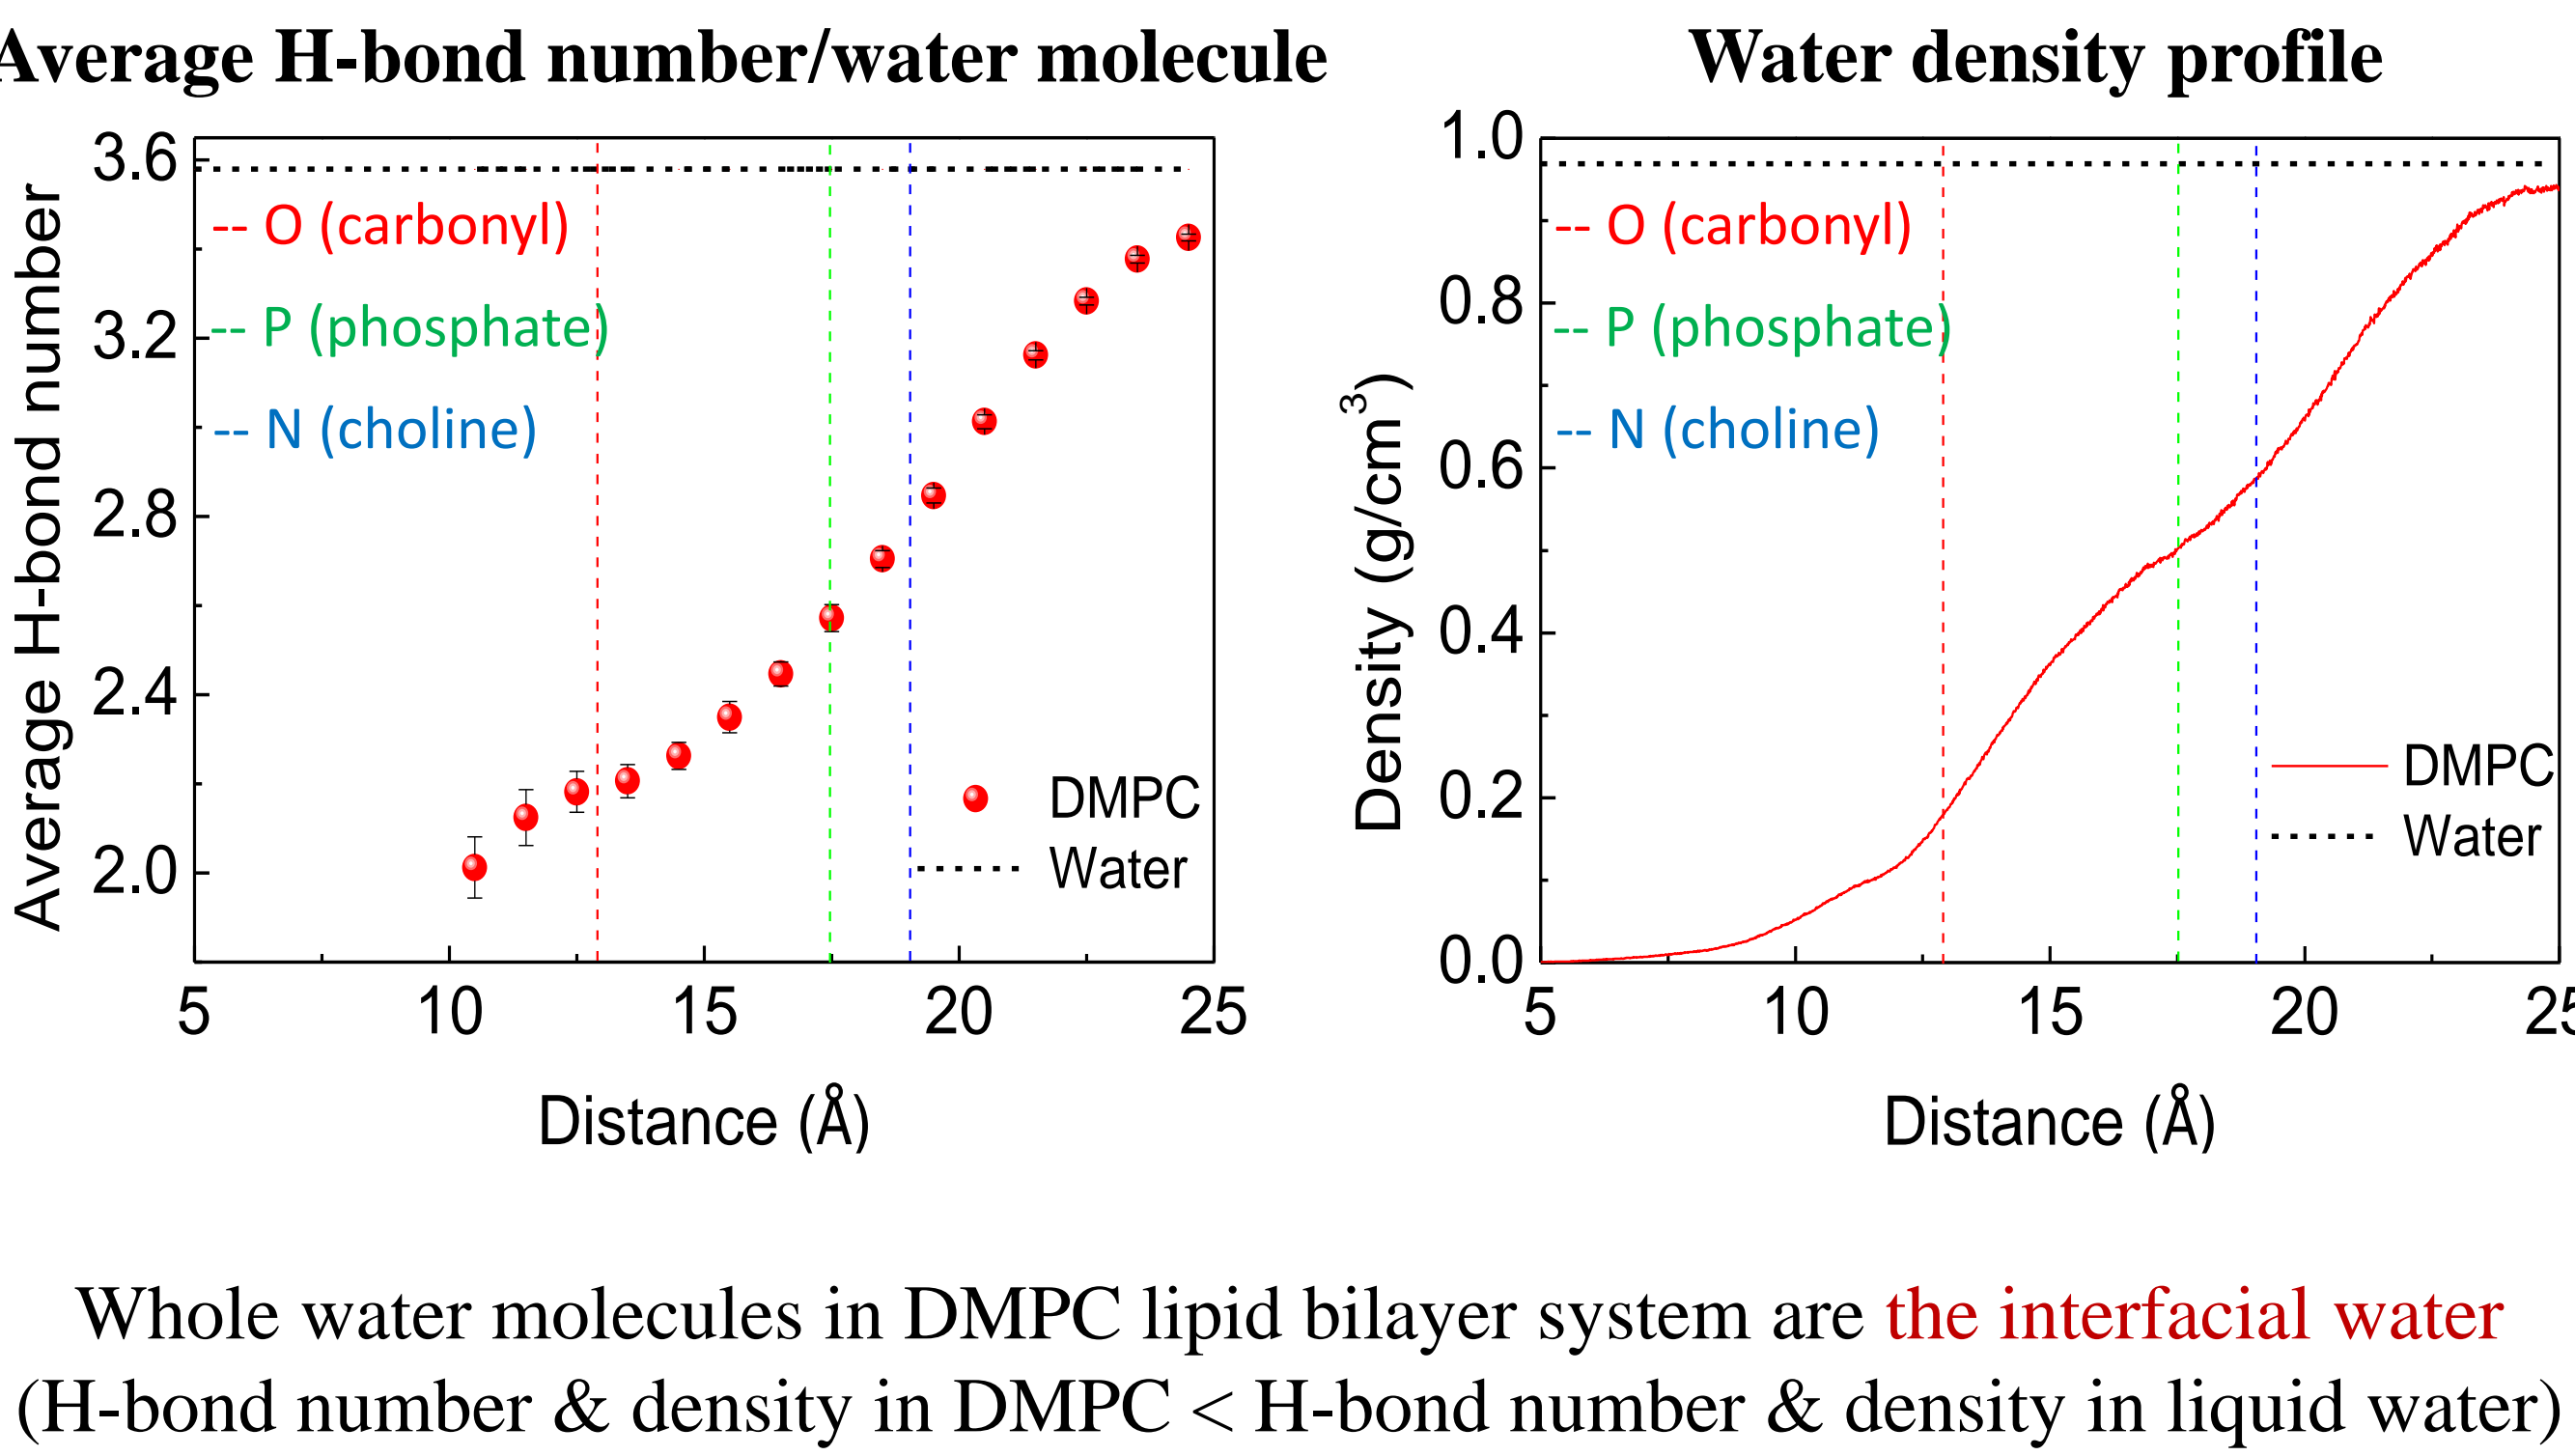 Average H-bond number/water molecule
Average H-bond number
3.6
3.2
2.8
2.4
2.0
-- O (carbonyl)
-- P (phosphate)
-- N (choline)
DMPC
Water
5 10 15 20 25
Distance (Å)
Water density profile
Density (g/cm³)
1.0
0.8
0.6
0.4
0.2
0.0
-- O (carbonyl)
-- P (phosphate)
-- N (choline)
DMPC
Water
5 10 15 20 25
Distance (Å)
Whole water molecules in DMPC lipid bilayer system are the interfacial water
(H-bond number & density in DMPC < H-bond number & density in liquid water)